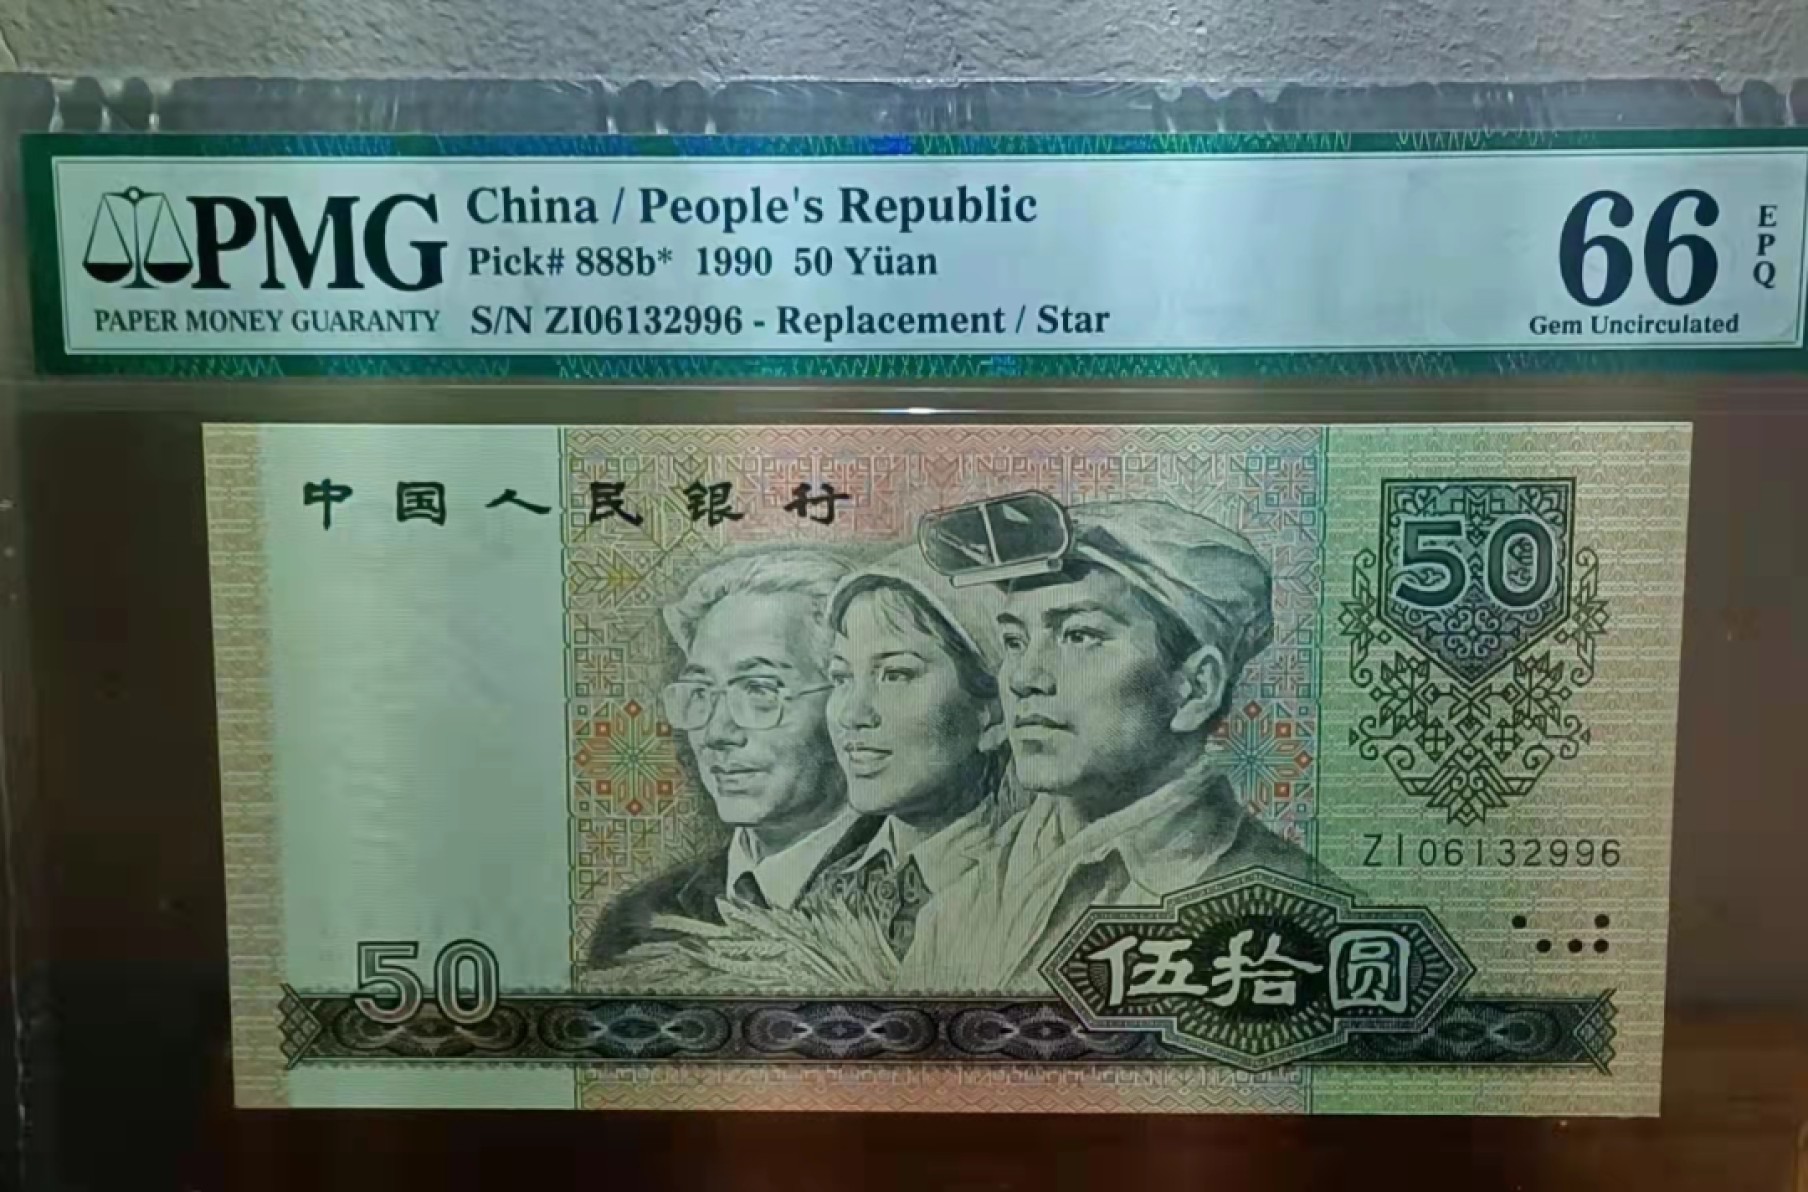 PMG
PAPER MONEY GUARANTY
China / People's Republic
Pick# 888b* 1990 50 Yüan
S/N ZI06132996 - Replacement / Star
66 EPQ
Gem Uncirculated
中国人民银行
50
ZI06132996
50
伍拾圆